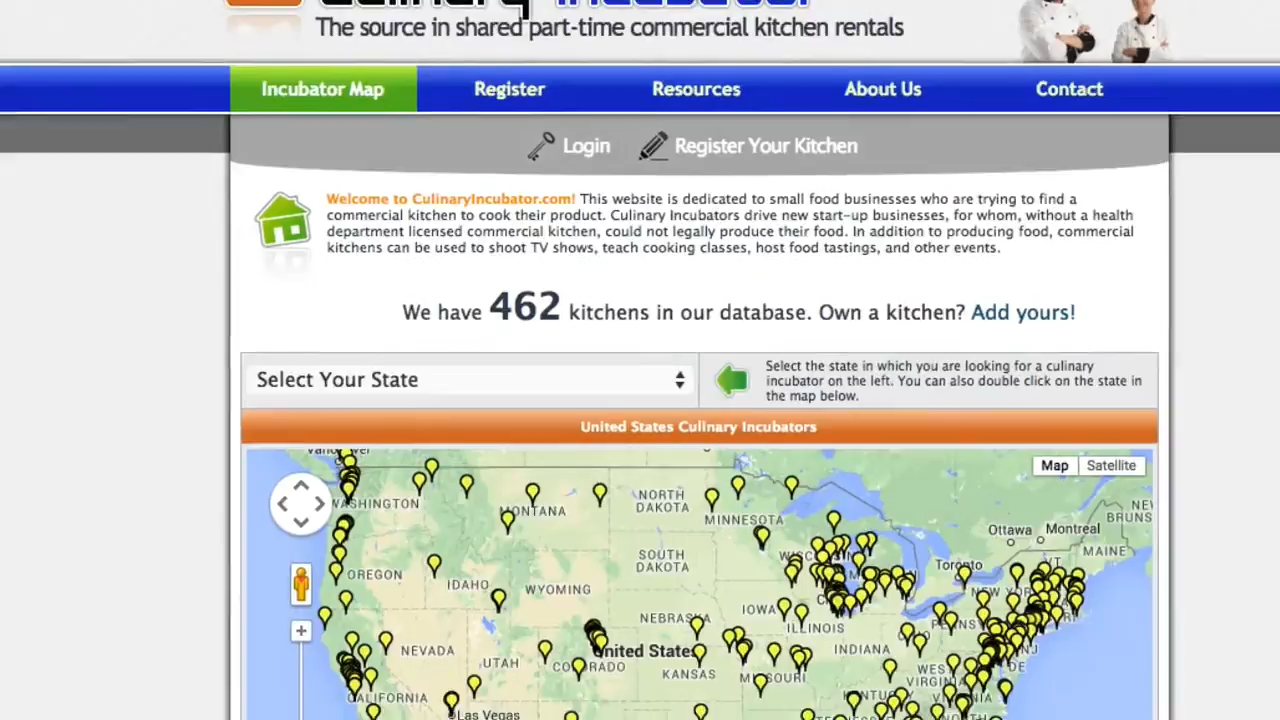 Culinary Incubator
The source in shared part-time commercial kitchen rentals
Incubator Map
Register
Resources
About Us
Contact
Login
Register Your Kitchen
Welcome to CulinaryIncubator.com! This website is dedicated to small food businesses who are trying to find a
commercial kitchen to cook their product. Culinary Incubators drive new start-up businesses, for whom, without a health
department licensed commercial kitchen, could not legally produce their food. In addition to producing food, commercial
kitchens can be used to shoot TV shows, teach cooking classes, host food tastings, and other events.
We have 462 kitchens in our database. Own a kitchen? Add yours!
Select Your State
Select the state in which you are looking for a culinary
incubator on the left. You can also double click on the state in
the map below.
United States Culinary Incubators
Map
Satellite
WASHINGTON
MONTANA
NORTH
DAKOTA
MINNESOTA
Ottawa
Montreal
NEW
BRUNS
MAINE
OREGON
IDAHO
SOUTH
DAKOTA
Toronto
WYOMING
IOWA
NEBRASKA
ILLINOIS
NEVADA
UTAH
COLORADO
United States
KANSAS
MISSOURI
INDIANA
WEST
VIRGINIA
CALIFORNIA
Las Vegas